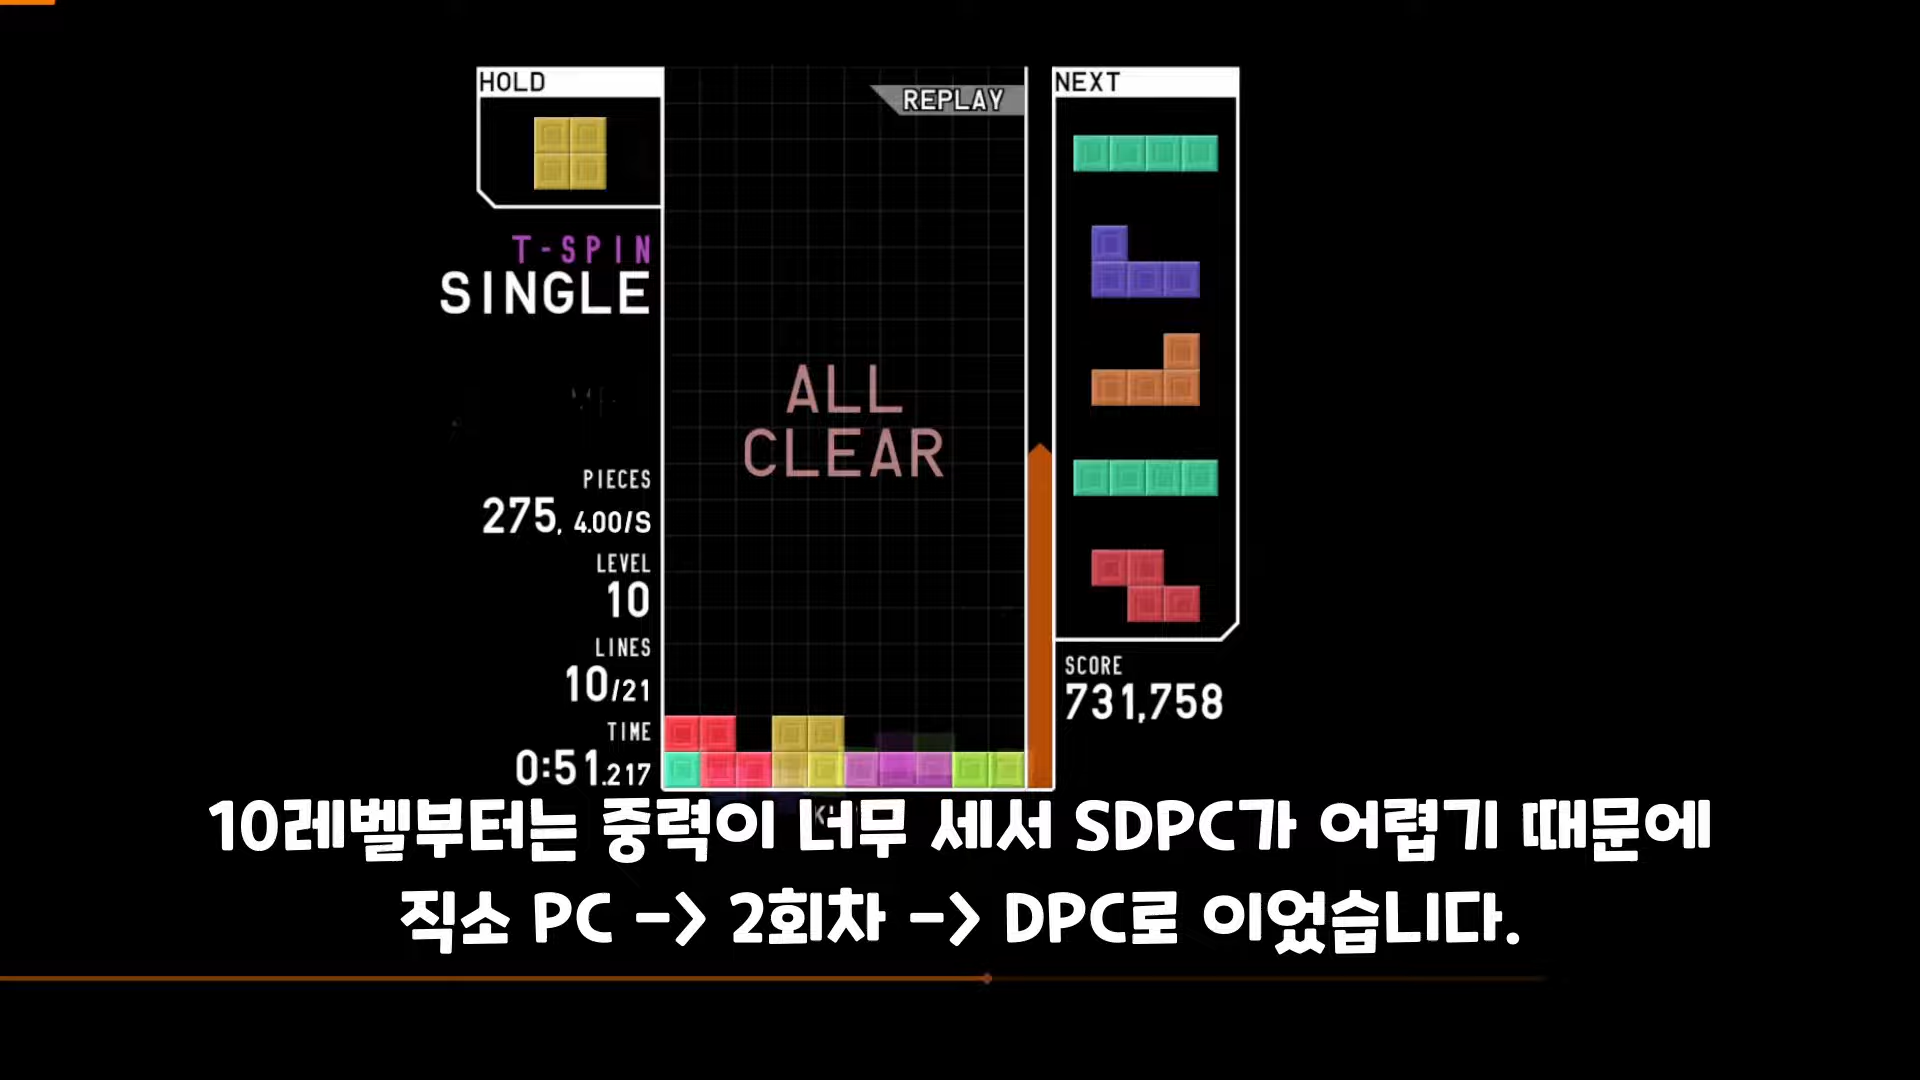 HOLD
NEXT
REPLAY
T-SPIN
SINGLE
ALL
CLEAR
PIECES
275, 4.00/S
LEVEL
10
LINES
10/21
TIME
0:51.217
SCORE
731,758
10레벨부터는 중력이 너무 세서 SDPC가 어렵기 때문에
직소 PC -> 2회차 -> DPC로 이었습니다.